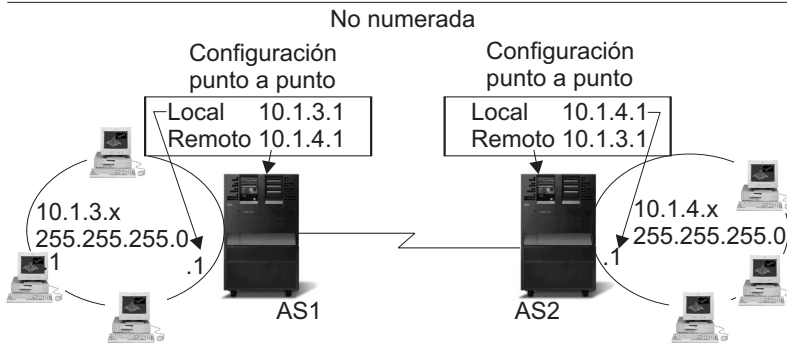 No numerada
Configuración
punto a punto
Local 10.1.3.1
Remoto 10.1.4.1
Configuración
punto a punto
Local 10.1.4.1
Remoto 10.1.3.1
10.1.3.x
255.255.255.0
1
.1
AS1
10.1.4.x
255.255.255.0
.1
AS2